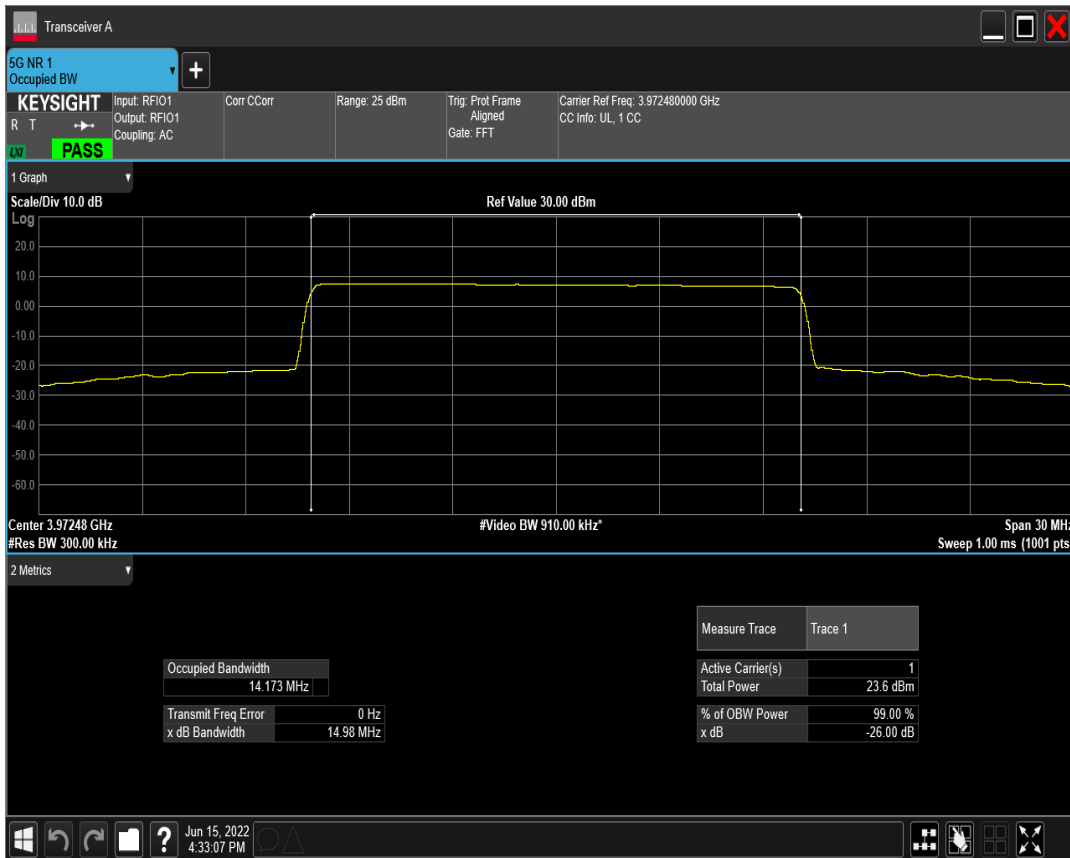 Transceiver A
5G NR 1
Occupied BW
+
KEYSIGHT
R T
LXI
PASS
Input: RFIO1
Output: RFIO1
Coupling: AC
Corr CCorr
Range: 25 dBm
Trig: Prot Frame
Aligned
Gate: FFT
Carrier Ref Freq: 3.972480000 GHz
CC Info: UL, 1 CC
1 Graph
Scale/Div 10.0 dB
Ref Value 30.00 dBm
Log
20.0
10.0
0.00
-10.0
-20.0
-30.0
-40.0
-50.0
-60.0
Center 3.97248 GHz
#Video BW 910.00 kHz*
Span 30 MHz
#Res BW 300.00 kHz
Sweep 1.00 ms (1001 pts
2 Metrics
Measure Trace Trace 1
Occupied Bandwidth
14.173 MHz
Active Carrier(s) 1
Total Power 23.6 dBm
Transmit Freq Error 0 Hz
x dB Bandwidth 14.98 MHz
% of OBW Power 99.00 %
x dB -26.00 dB
?
Jun 15, 2022
4:33:07 PM